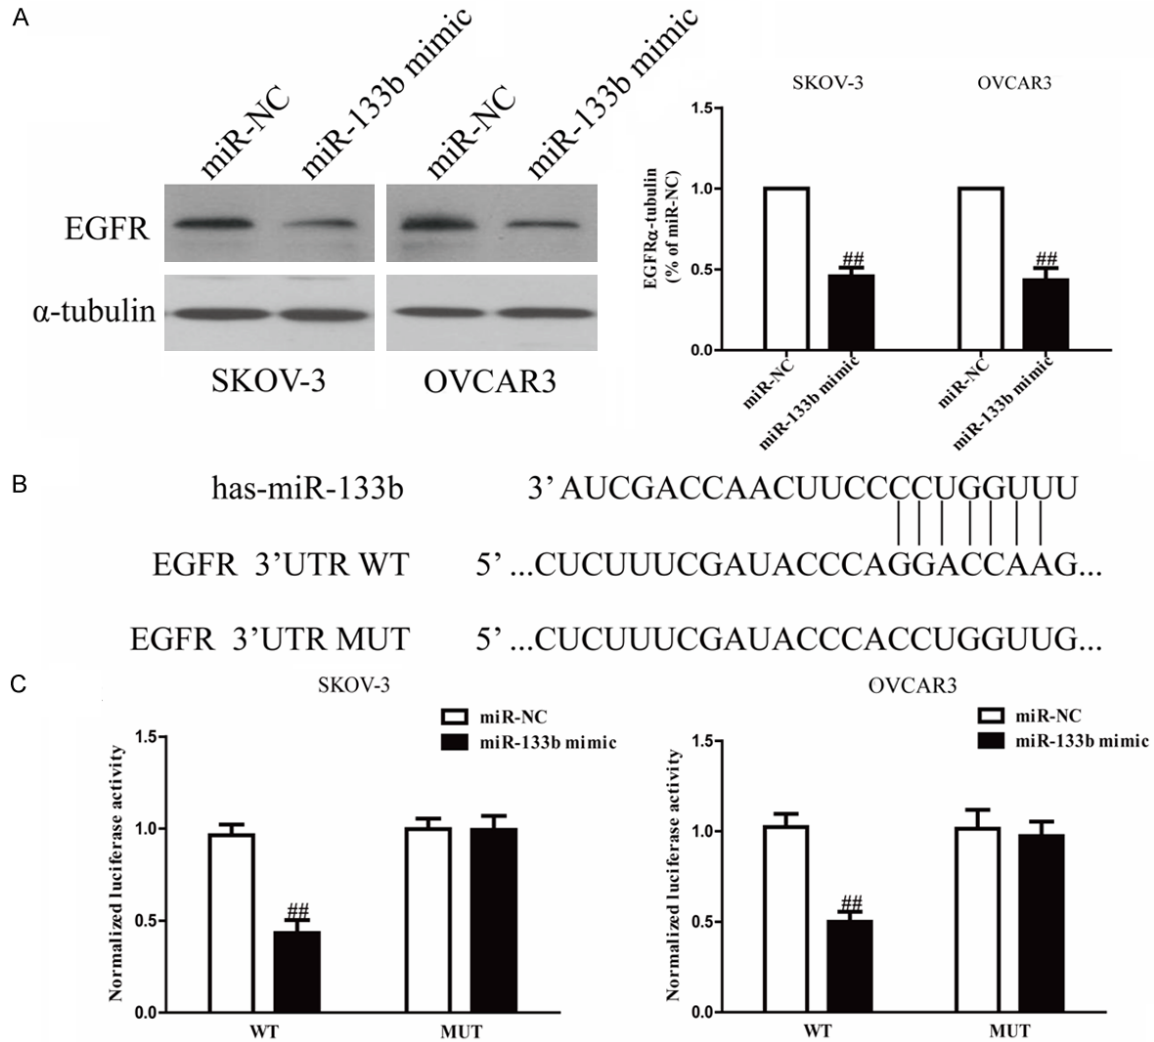 A
miR-NC
miR-133b mimic
miR-NC
miR-133b mimic
EGFR
α-tubulin
SKOV-3
OVCAR3
SKOV-3
OVCAR3
EGFRα-tubulin
(% of miR-NC)
1.5
1.0
0.5
0.0
##
##
miR-NC
miR-133b mimic
miR-NC
miR-133b mimic
B
has-miR-133b 3’ AUCGACCAACUUCCCCUGGUUU
EGFR 3’UTR WT 5’ ...CUCUUUCGAUACCCAGGACCAAG...
EGFR 3’UTR MUT 5’ ...CUCUUUCGAUACCCACCUGGUUG...
C
SKOV-3
miR-NC
miR-133b mimic
Normalized luciferase activity
1.5
1.0
0.5
0.0
##
WT
MUT
OVCAR3
miR-NC
miR-133b mimic
Normalized luciferase activity
1.5
1.0
0.5
0.0
##
WT
MUT